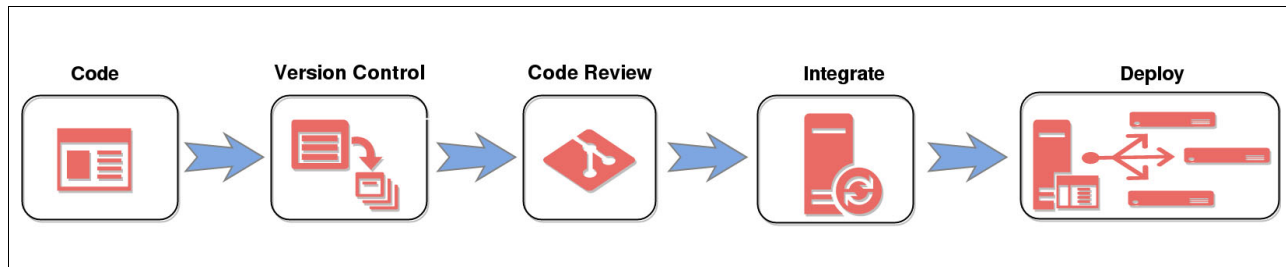 Code
Version Control
Code Review
Integrate
Deploy